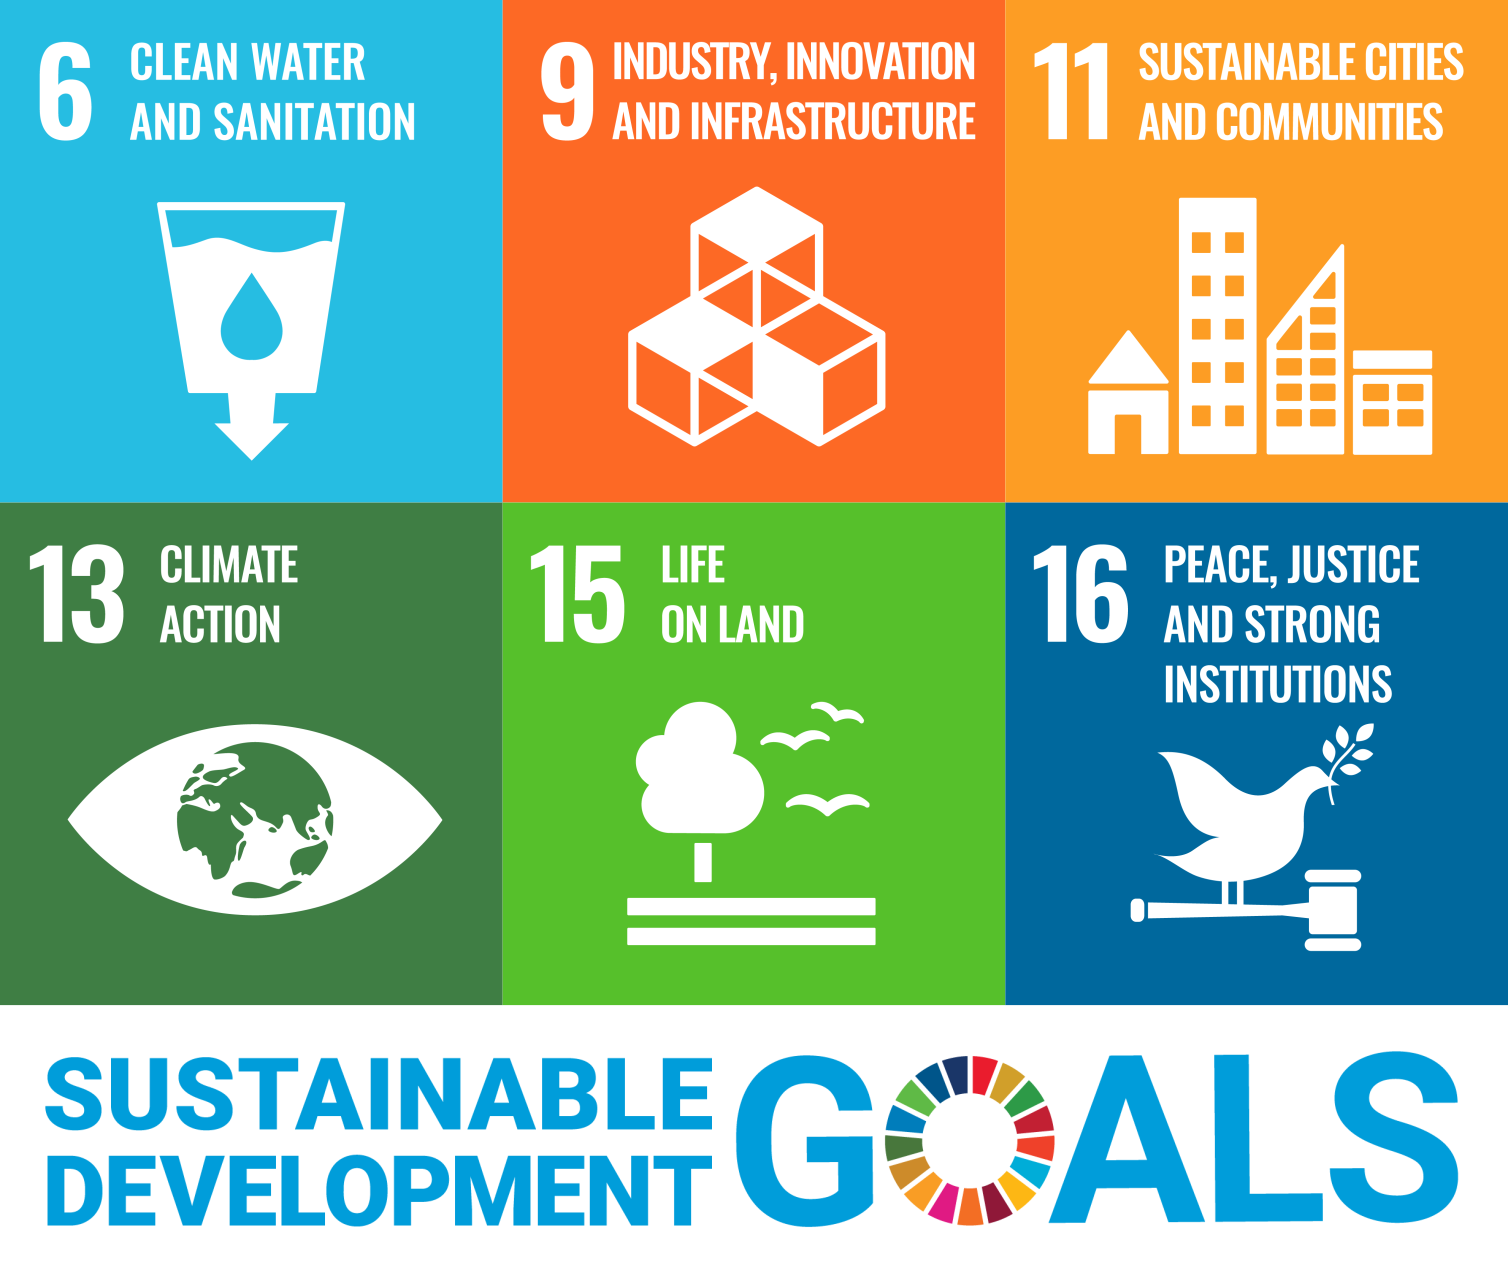 6 CLEAN WATER
AND SANITATION
9 INDUSTRY, INNOVATION
AND INFRASTRUCTURE
11 SUSTAINABLE CITIES
AND COMMUNITIES
13 CLIMATE
ACTION
15 LIFE
ON LAND
16 PEACE, JUSTICE
AND STRONG
INSTITUTIONS
SUSTAINABLE
DEVELOPMENT
GOALS